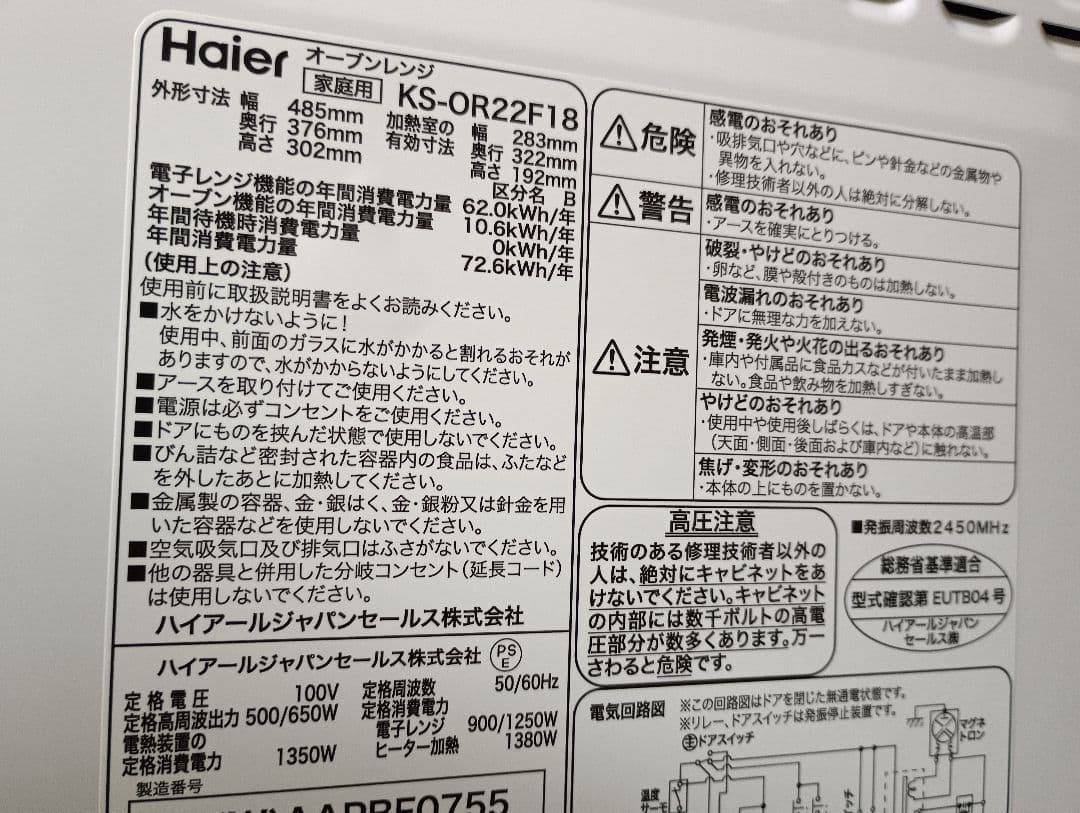 Haier オーブンレンジ
家庭用 KS-OR22F18
外形寸法 幅 485mm
奥行 376mm
高さ 302mm
加熱室の有効寸法 幅 283mm
奥行 322mm
高さ 192mm
区分名 B
電子レンジ機能の年間消費電力量 62.0kWh/年
オーブン機能の年間消費電力量 10.6kWh/年
年間待機時消費電力量 0kWh/年
年間消費電力量 72.6kWh/年
(使用上の注意)
使用前に取扱説明書をよくお読みください。
■水をかけないように!
使用中、前面のガラスに水がかかると割れるおそれが
ありますので、水がかからないようにしてください。
■アースを取り付けてご使用ください。
■電源は必ずコンセントをご使用ください。
■ドアにものを挟んだ状態で使用しないでください。
■びん詰など密封された容器内の食品は、ふたなど
を外したあとに加熱してください。
■金属製の容器、金・銀はく、金・銀粉又は針金を用
いた容器などを使用しないでください。
■空気吸気口及び排気口はふさがないでください。
■他の器具と併用した分岐コンセント(延長コード)
は使用しないでください。
ハイアールジャパンセールス株式会社
ハイアールジャパンセールス株式会社 PSE
定格電圧 100V
定格高周波出力 500/650W
電熱装置の
定格消費電力 1350W
定格周波数 50/60Hz
定格消費電力
電子レンジ 900/1250W
ヒーター加熱 1380W
製造番号
⚠危険
感電のおそれあり
・吸排気口や穴などに、ピンや針金などの金属物や
異物を入れない。
・修理技術者以外の人は絶対に分解しない。
⚠警告
感電のおそれあり
・アースを確実にとりつける。
⚠注意
破裂・やけどのおそれあり
・卵など、膜や殻付きのものは加熱しない。
電波漏れのおそれあり
・ドアに無理な力を加えない。
発煙・発火や火花の出るおそれあり
・庫内や付属品に食品カスなどが付いたまま加熱し
ない。食品や飲み物を加熱しすぎない。
やけどのおそれあり
・使用中や使用後しばらくは、ドアや本体の高温部
(天面・側面・後面および庫内など)に触れない。
焦げ・変形のおそれあり
・本体の上にものを置かない。
高圧注意
技術のある修理技術者以外の
人は、絶対にキャビネットをあ
けないでください。キャビネット
の内部には数千ボルトの高電
圧部分が数多くあります。万一
さわると危険です。
■発振周波数2450MHz
総務省基準適合
型式確認第 EUTB04 号
ハイアールジャパン
セールス㈱
電気回路図
※この回路図はドアを閉じた無通電状態です。
※リレー、ドアスイッチは発振停止装置です。
㊤ドアスイッチ
マグネ
トロン
温度
サーモ